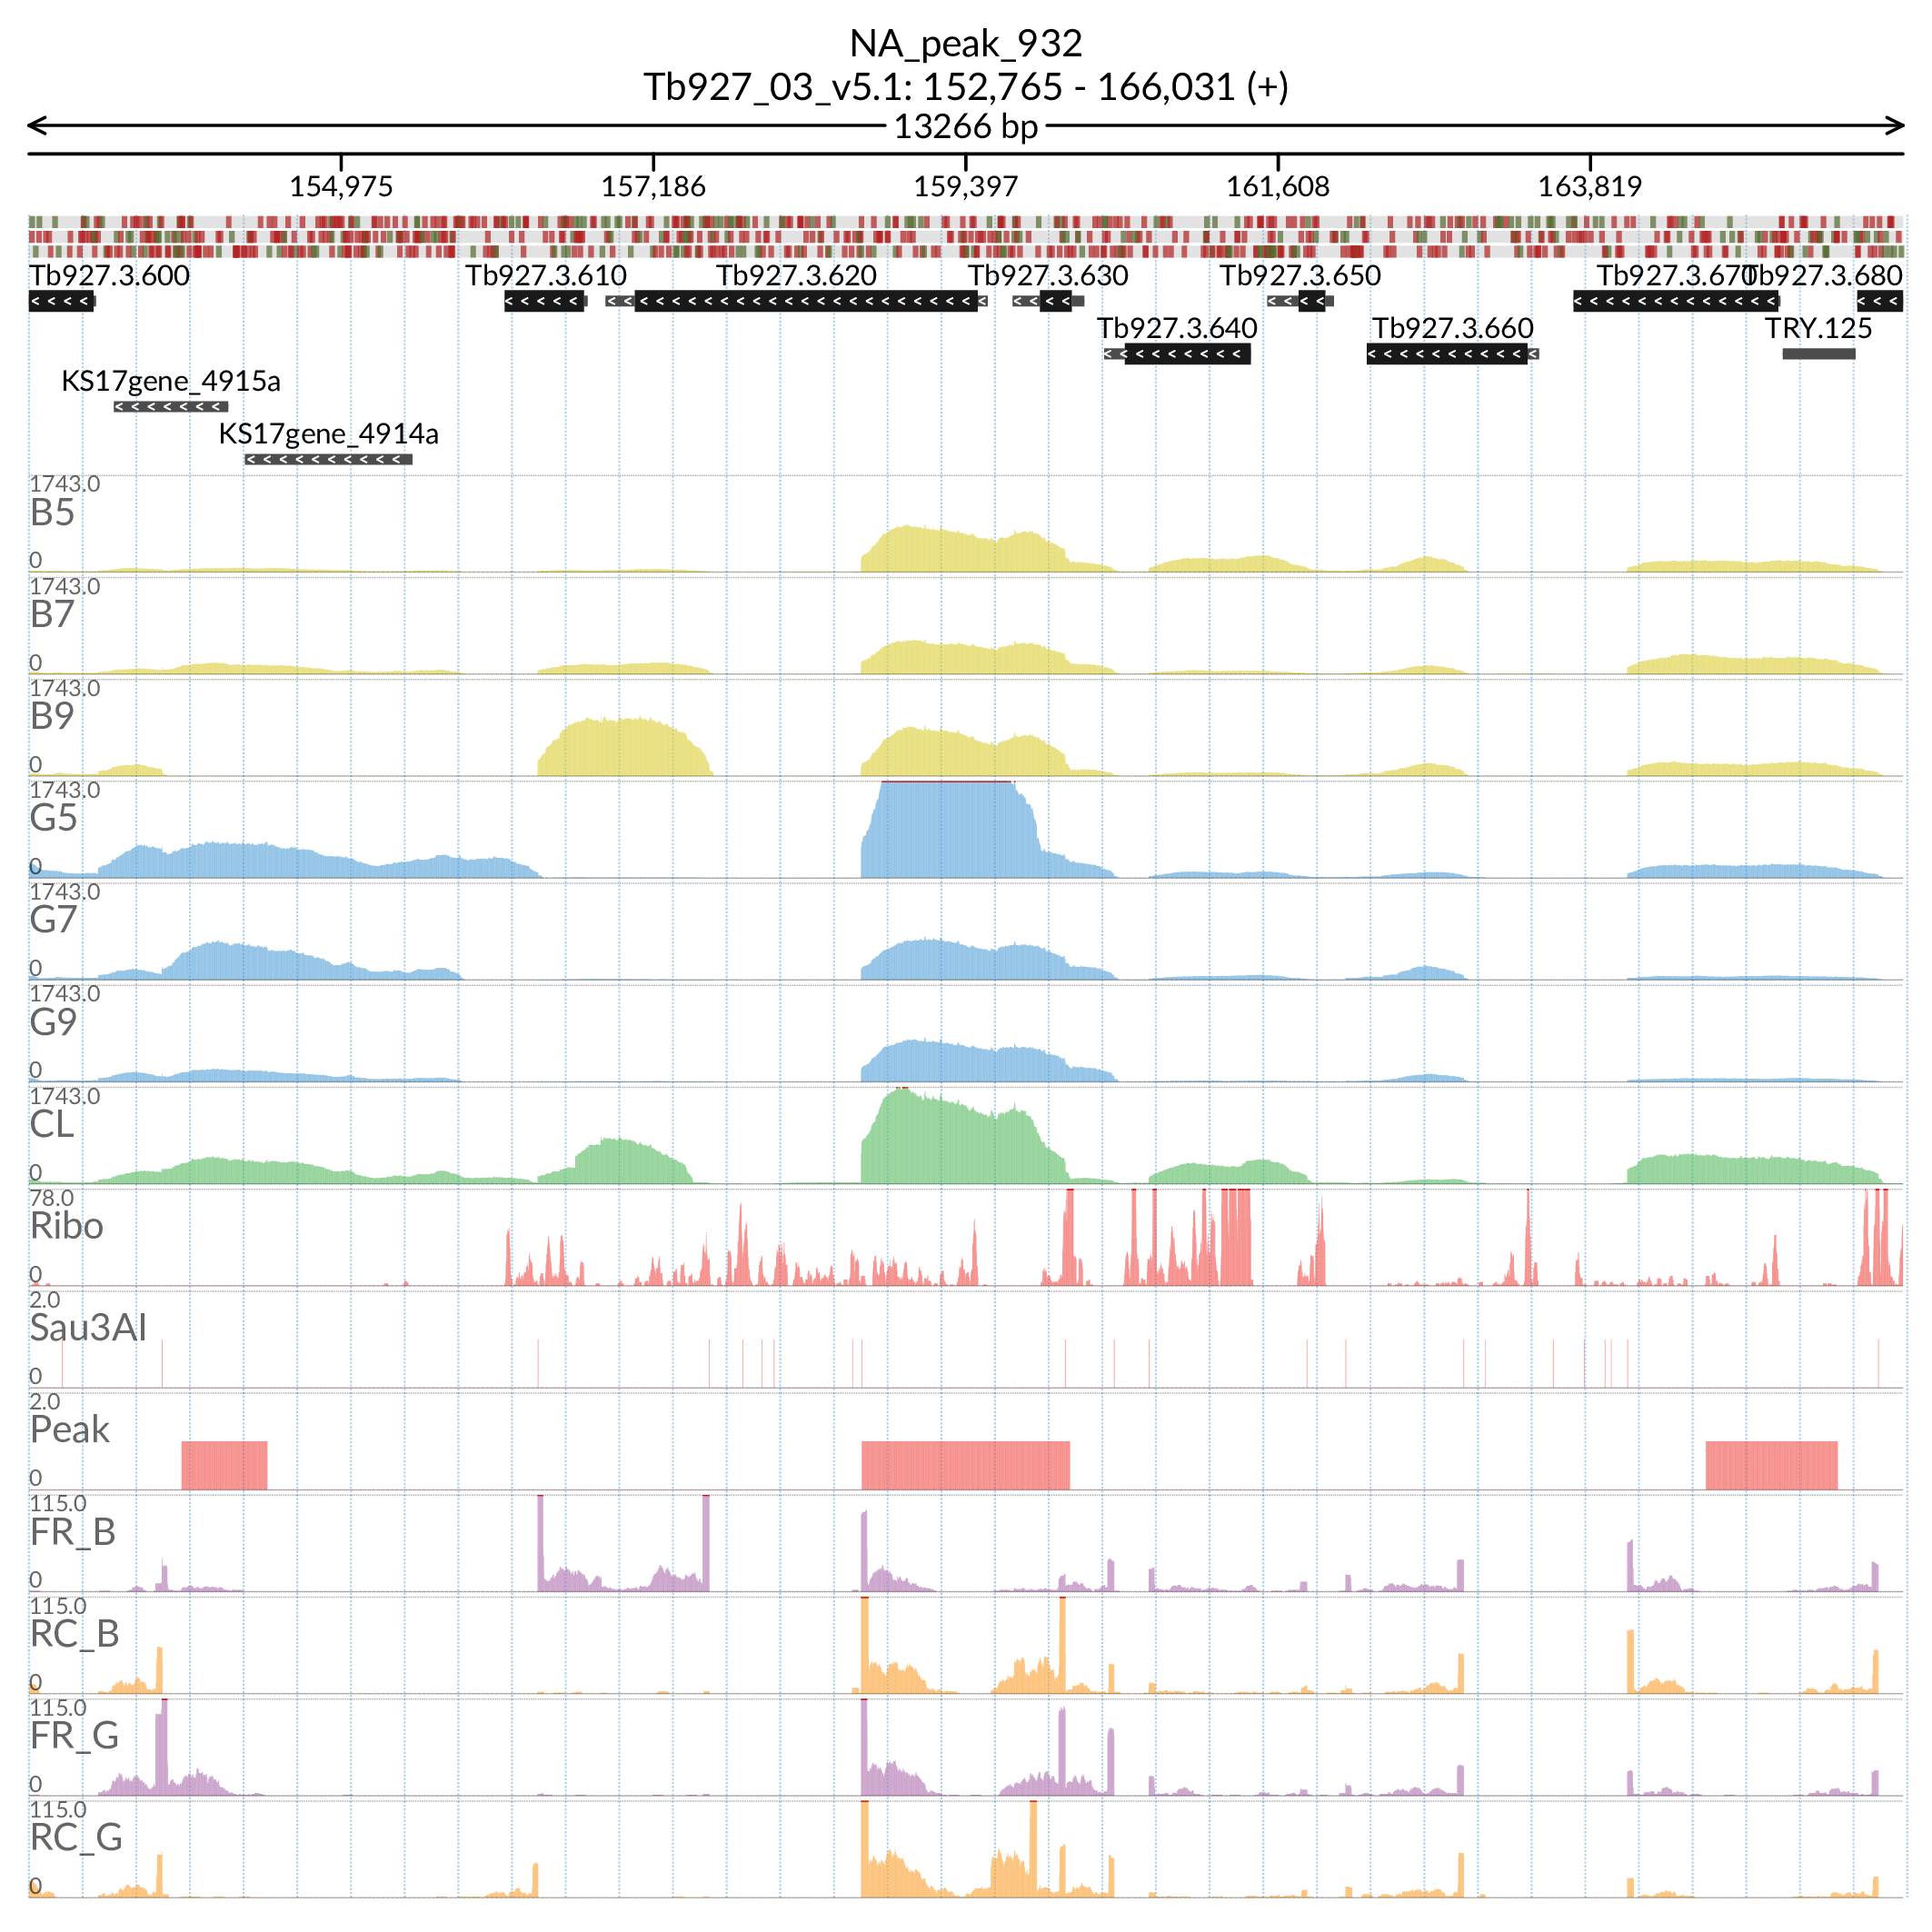 NA_peak_932
Tb927_03_v5.1: 152,765 - 166,031 (+)
13266 bp
154,975 157,186 159,397 161,608 163,819
Tb927.3.600 Tb927.3.610 Tb927.3.620 Tb927.3.630 Tb927.3.650 Tb927.3.670 Tb927.3.680
Tb927.3.640 Tb927.3.660 TRY.125
KS17gene_4915a
KS17gene_4914a
1743.0
B5
0
1743.0
B7
0
1743.0
B9
0
1743.0
G5
0
1743.0
G7
0
1743.0
G9
0
1743.0
CL
0
78.0
Ribo
0
2.0
Sau3AI
0
2.0
Peak
0
115.0
FR_B
0
115.0
RC_B
0
115.0
FR_G
0
115.0
RC_G
0